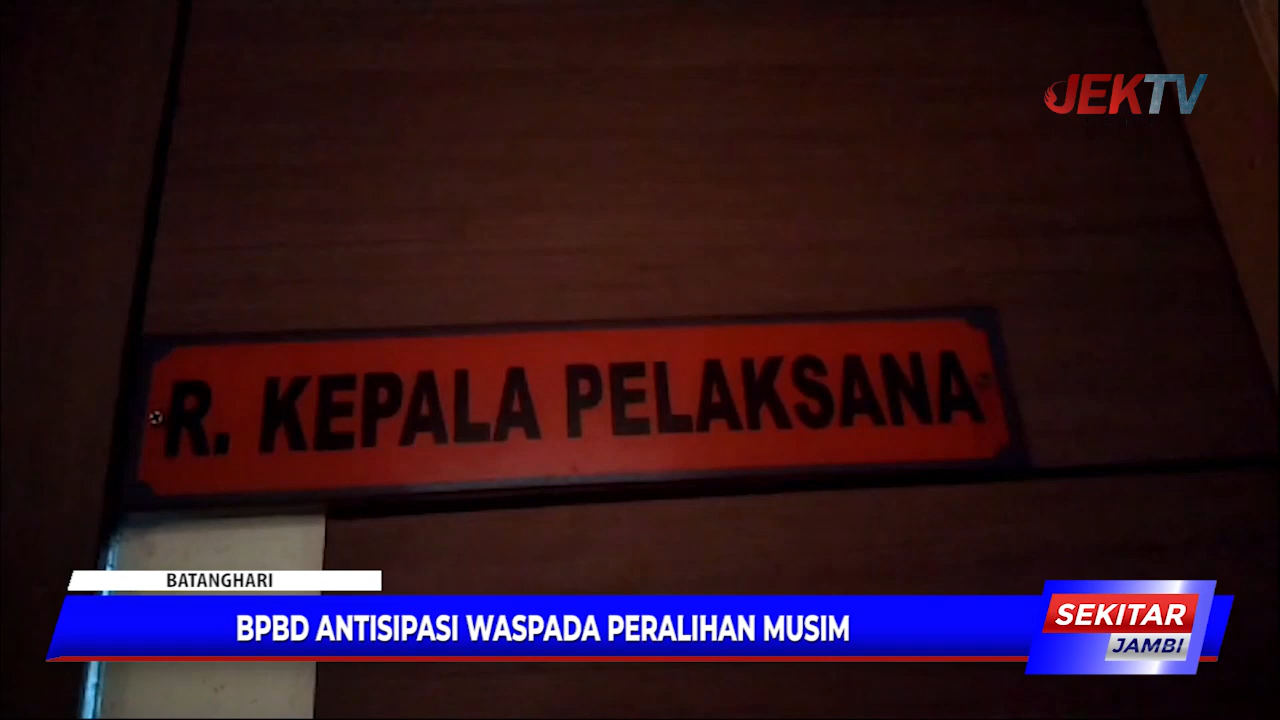 JEKTV
R. KEPALA PELAKSANA
BATANGHARI
BPBD ANTISIPASI WASPADA PERALIHAN MUSIM
SEKITAR
JAMBI